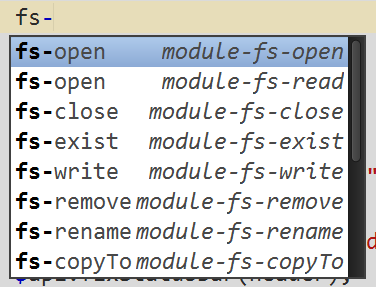 fs-
fs-open module-fs-open
fs-open module-fs-read
fs-close module-fs-close
fs-exist module-fs-exist
fs-write module-fs-write
fs-remove module-fs-remove
fs-rename module-fs-rename
fs-copyTo module-fs-copyTo